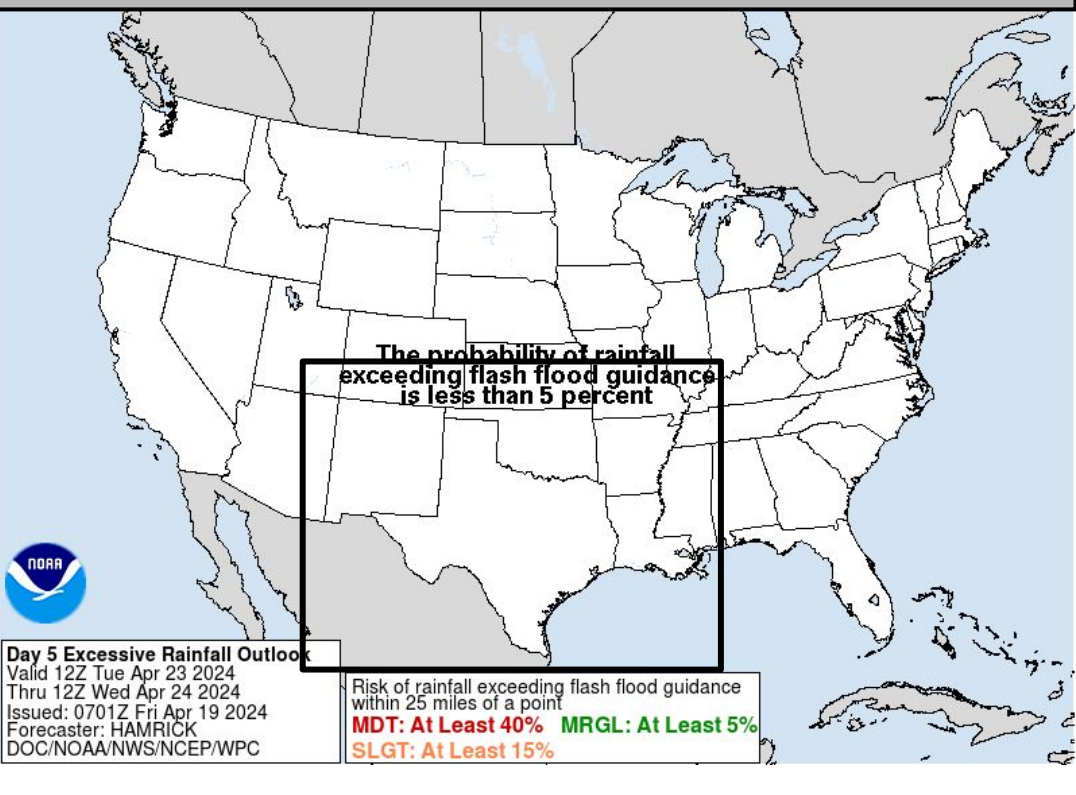 The probability of rainfall
exceeding flash flood guidance
is less than 5 percent
NOAA
Day 5 Excessive Rainfall Outlook
Valid 12Z Tue Apr 23 2024
Thru 12Z Wed Apr 24 2024
Issued: 0701Z Fri Apr 19 2024
Forecaster: HAMRICK
DOC/NOAA/NWS/NCEP/WPC
Risk of rainfall exceeding flash flood guidance
within 25 miles of a point
MDT: At Least 40% MRGL: At Least 5%
SLGT: At Least 15%